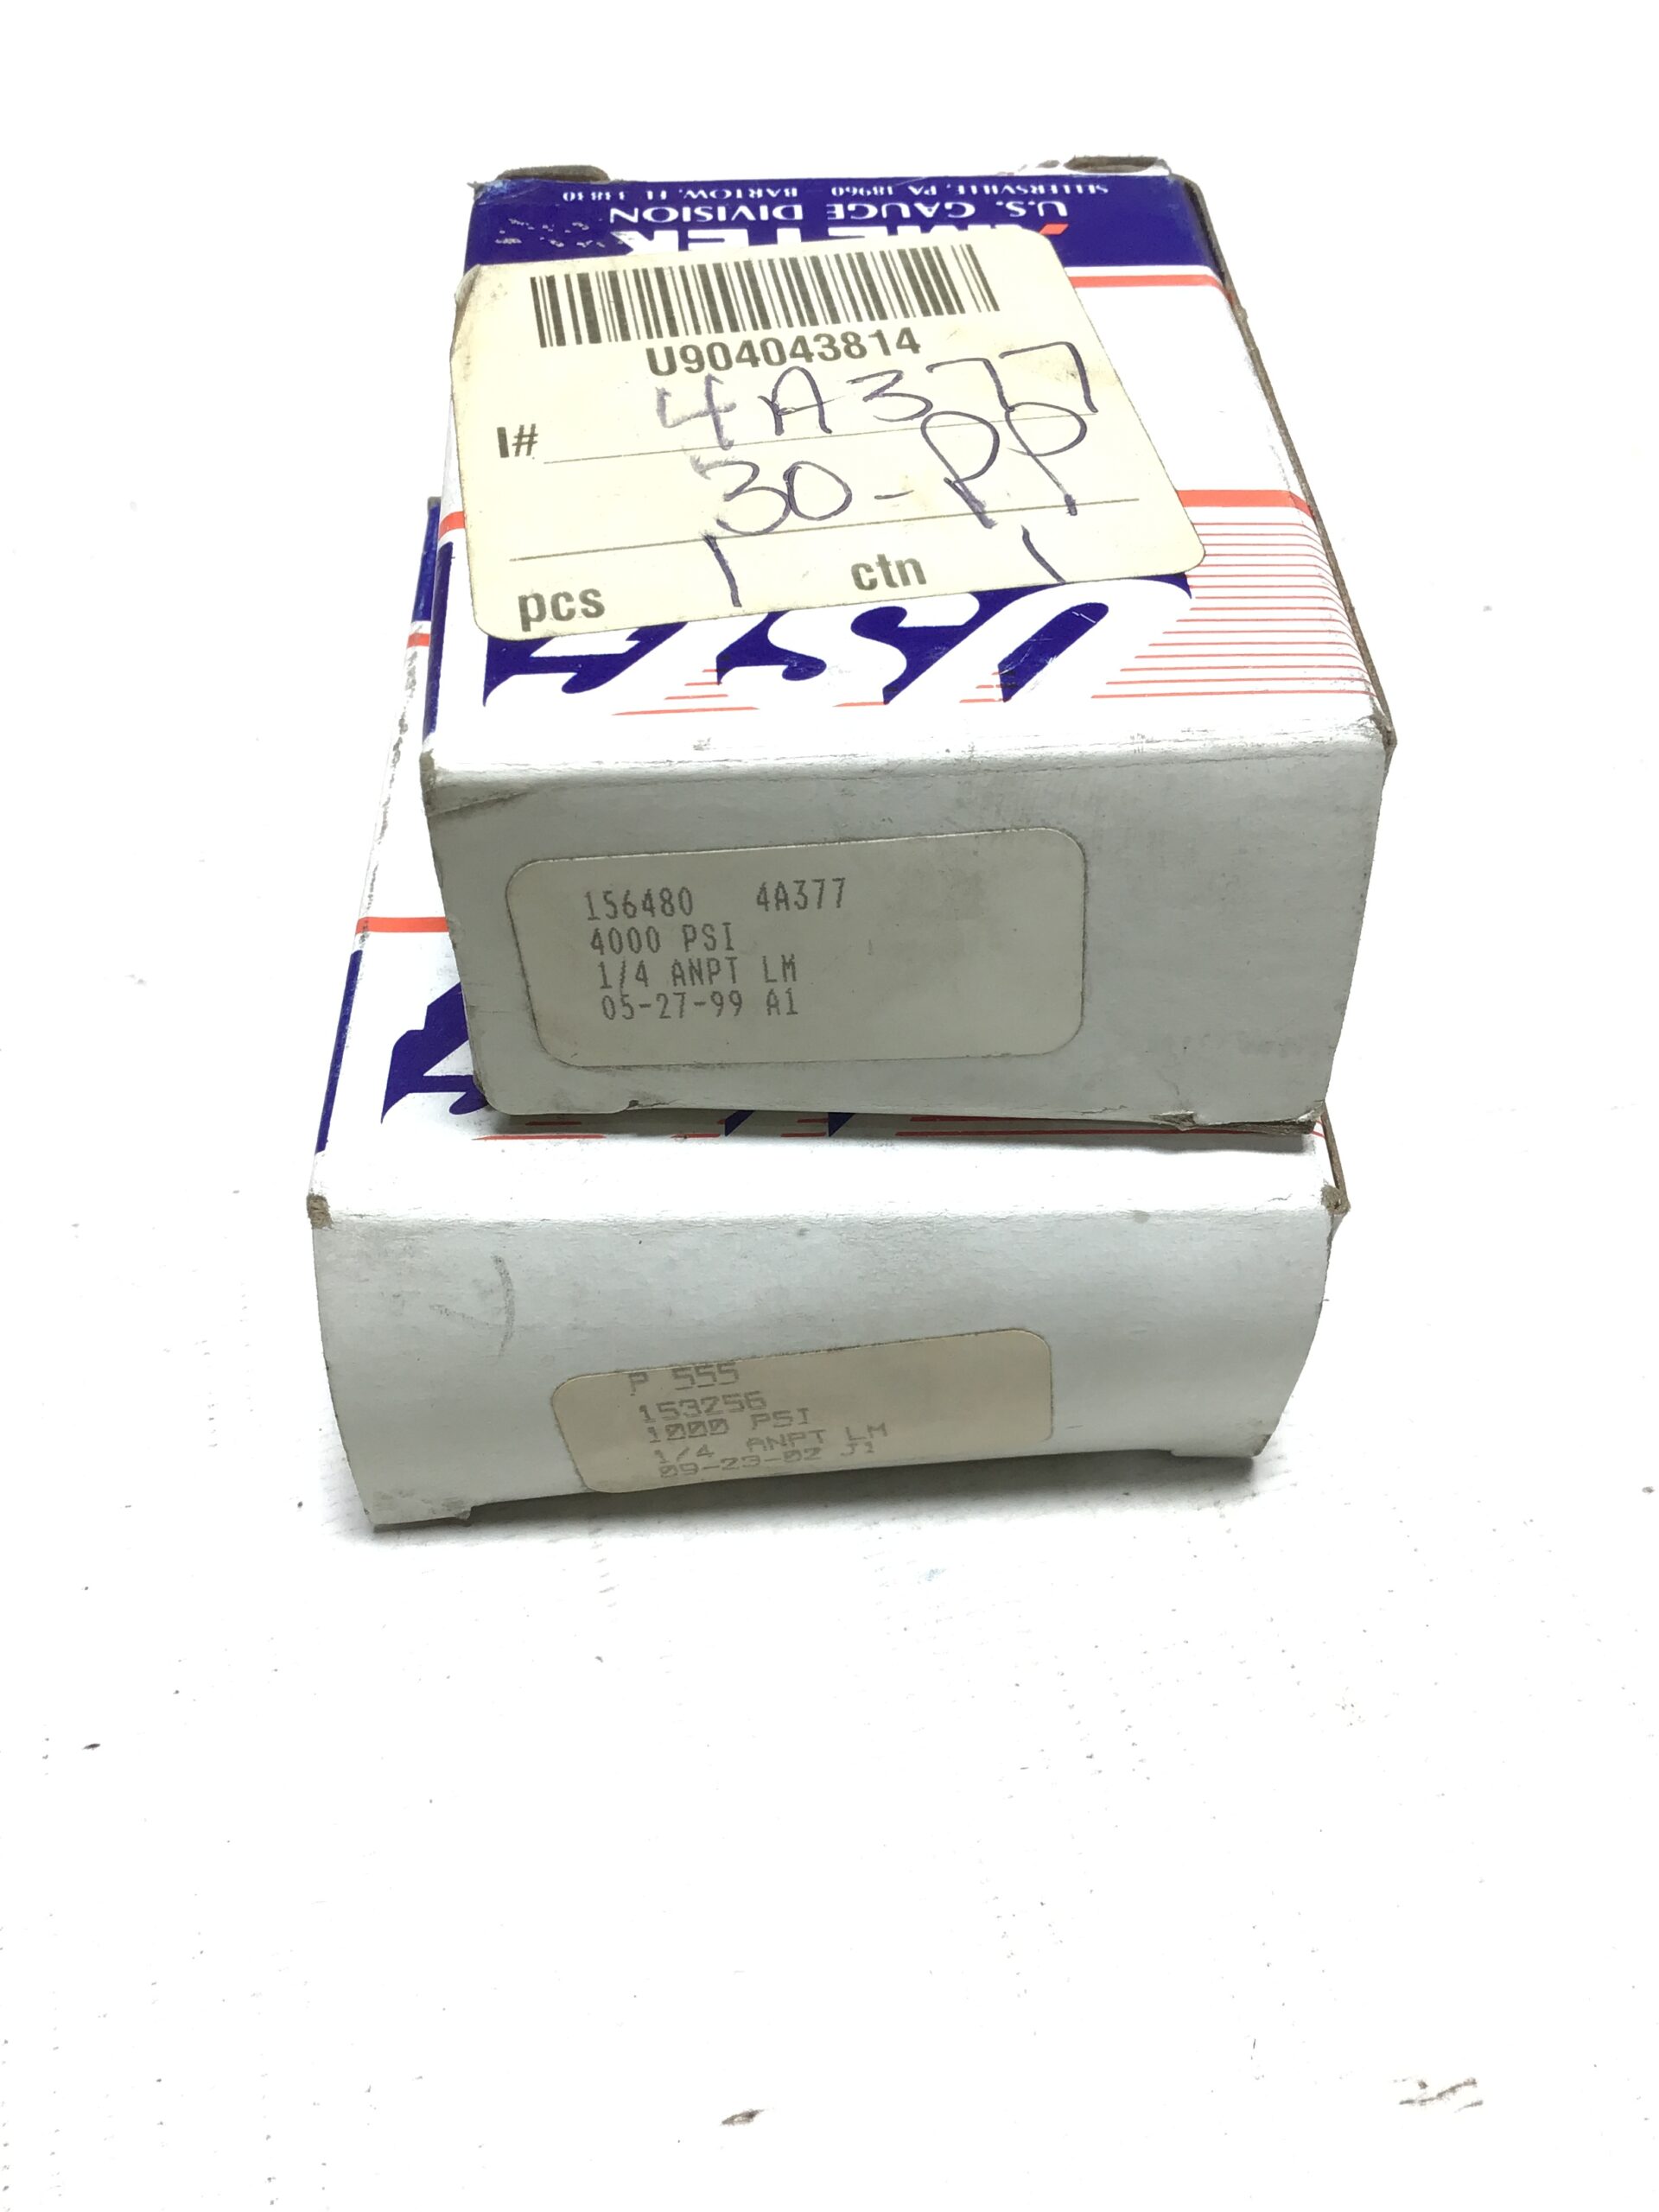 SELLERSVILLE, PA 18960 BARTOW, FL 33830
U.S. GAUGE DIVISION
AMETEK
U904043814
I# 4A377
30-PP
pcs 1 ctn 1
USG
156480 4A377
4000 PSI
1/4 ANPT LM
05-27-99 A1
P 555
153256
1000 PSI
1/4 ANPT LM
09-23-02 J1